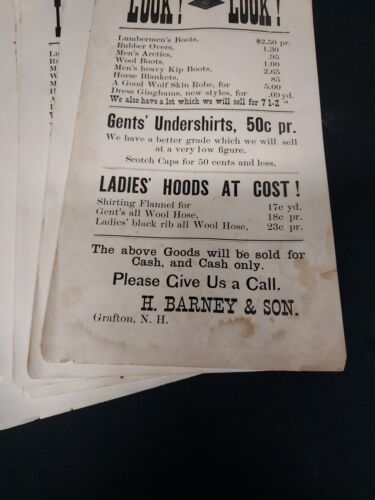 LOOK! LOOK!
Lumbermen's Boots, $2.50 pr.
Rubber Overs, 1.30
Men's Arctics, .95
Wool Boots, 1.00
Men's heavy Kip Boots, 2.65
Horse Blankets, 85
A Good Wolf Skin Robe, for 5.00
Dress Ginghams, new styles, for .09 yd.
We also have a lot which we will sell for 7 1-2 "
Gents' Undershirts, 50c pr.
We have a better grade which we will sell
at a very low figure.
Scotch Caps for 50 cents and less.
LADIES' HOODS AT COST!
Shirting Flannel for 17c yd.
Gent's all Wool Hose, 18c pr.
Ladies' black rib all Wool Hose, 23c pr.
The above Goods will be sold for
Cash, and Cash only.
Please Give Us a Call.
H. BARNEY & SON.
Grafton, N. H.